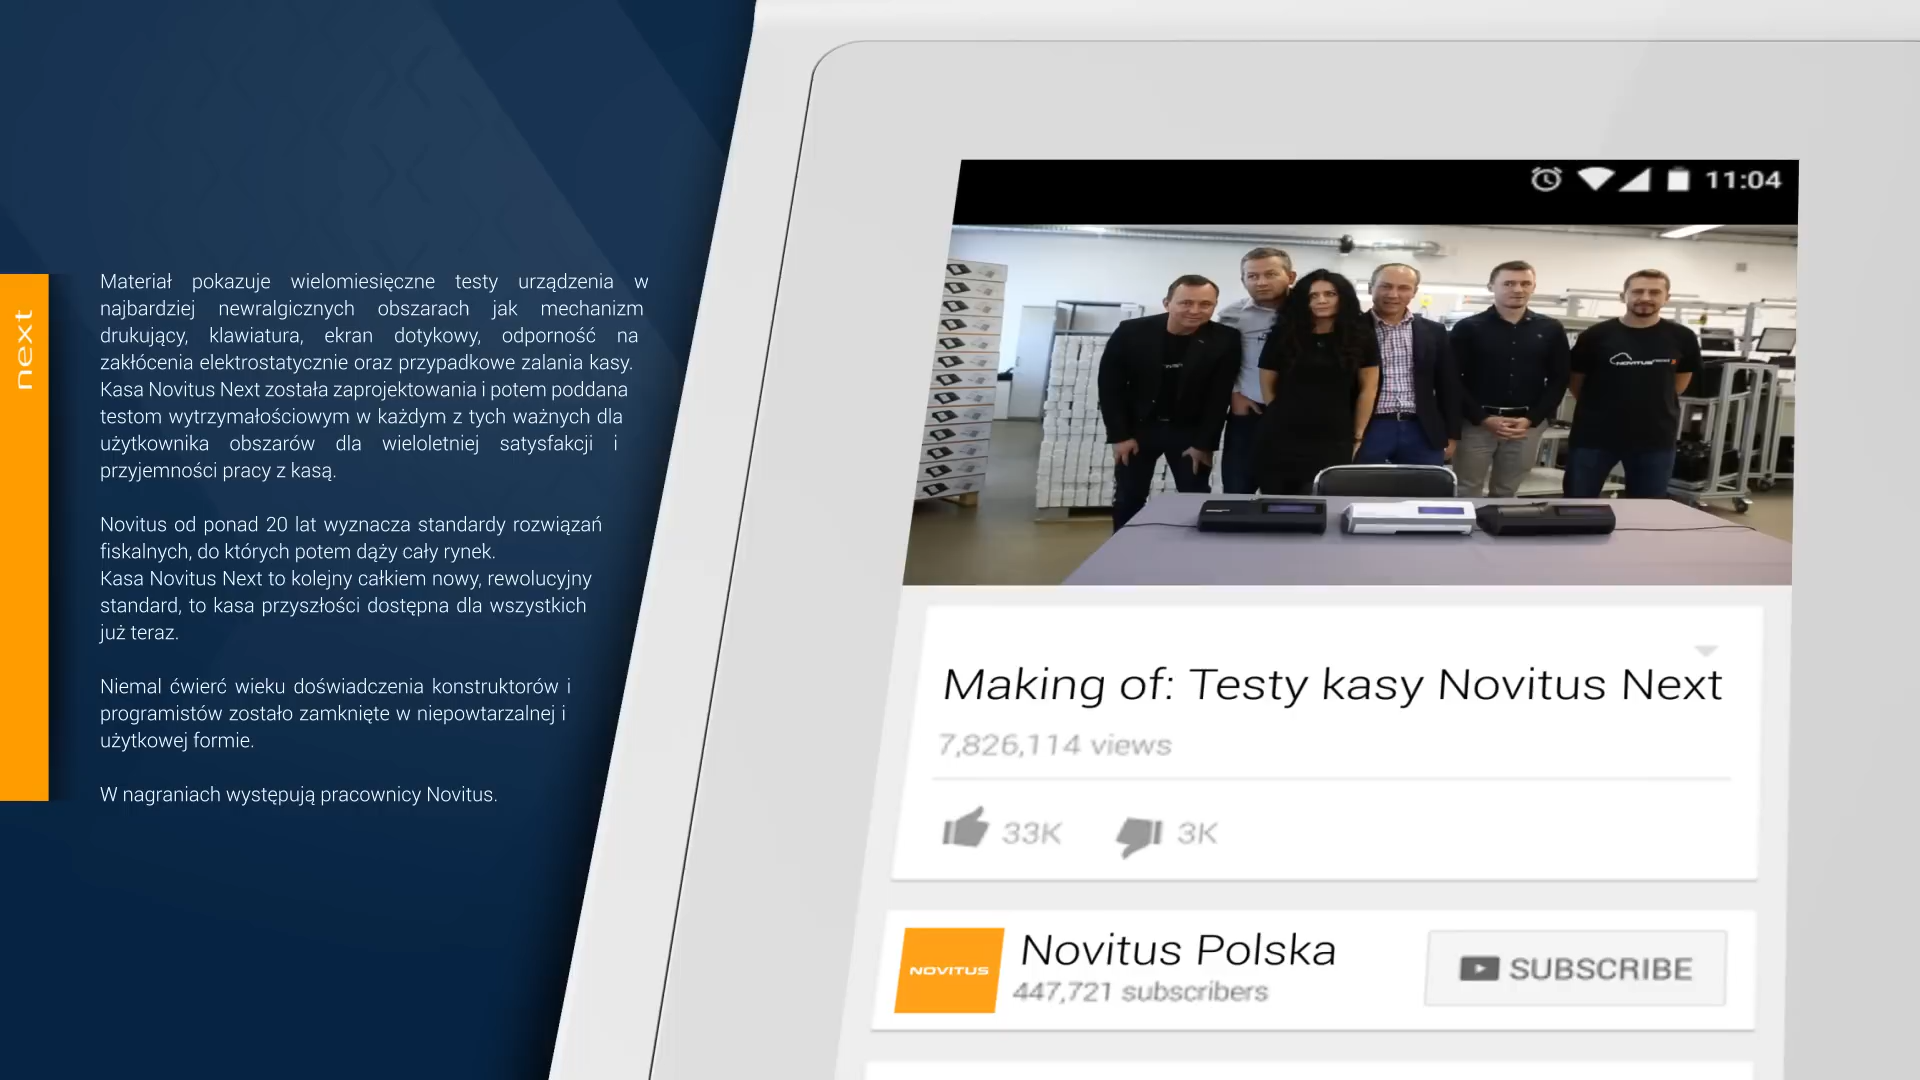 next
Materiał pokazuje wielomiesięczne testy urządzenia w
najbardziej newralgicznych obszarach jak mechanizm
drukujący, klawiatura, ekran dotykowy, odporność na
zakłócenia elektrostatycznie oraz przypadkowe zalania kasy.
Kasa Novitus Next została zaprojektowania i potem poddana
testom wytrzymałościowym w każdym z tych ważnych dla
użytkownika obszarów dla wieloletniej satysfakcji i
przyjemności pracy z kasą.
Novitus od ponad 20 lat wyznacza standardy rozwiązań
fiskalnych, do których potem dąży cały rynek.
Kasa Novitus Next to kolejny całkiem nowy, rewolucyjny
standard, to kasa przyszłości dostępna dla wszystkich
już teraz.
Niemal ćwierć wieku doświadczenia konstruktorów i
programistów zostało zamknięte w niepowtarzalnej i
użytkowej formie.
W nagraniach występują pracownicy Novitus.
11:04
Making of: Testy kasy Novitus Next
7,826,114 views
33K 3K
NOVITUS
Novitus Polska
447,721 subscribers
SUBSCRIBE